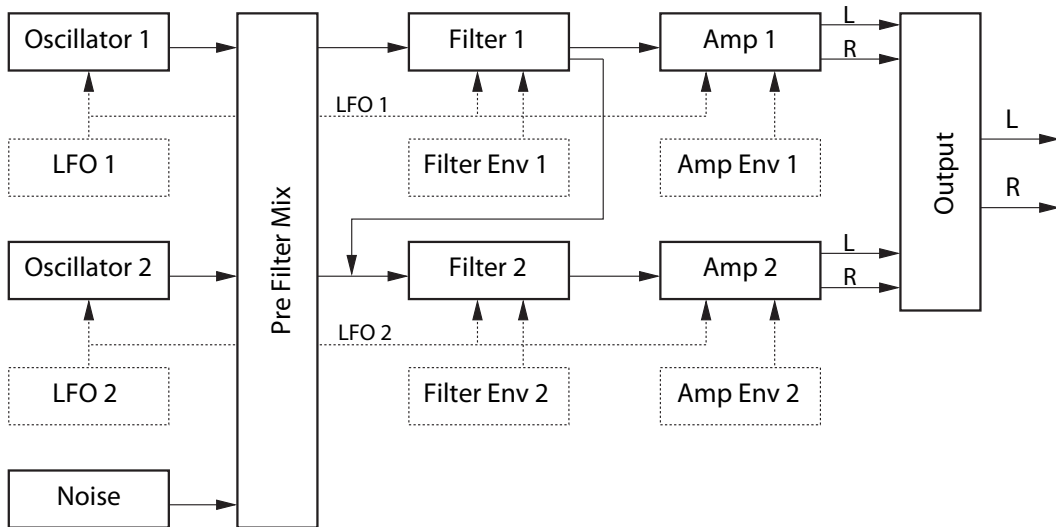 Oscillator 1
Filter 1
Amp 1
L
R
LFO 1
LFO 1
Filter Env 1
Amp Env 1
L
R
Output
Pre Filter Mix
Oscillator 2
Filter 2
Amp 2
L
R
LFO 2
LFO 2
Filter Env 2
Amp Env 2
Noise